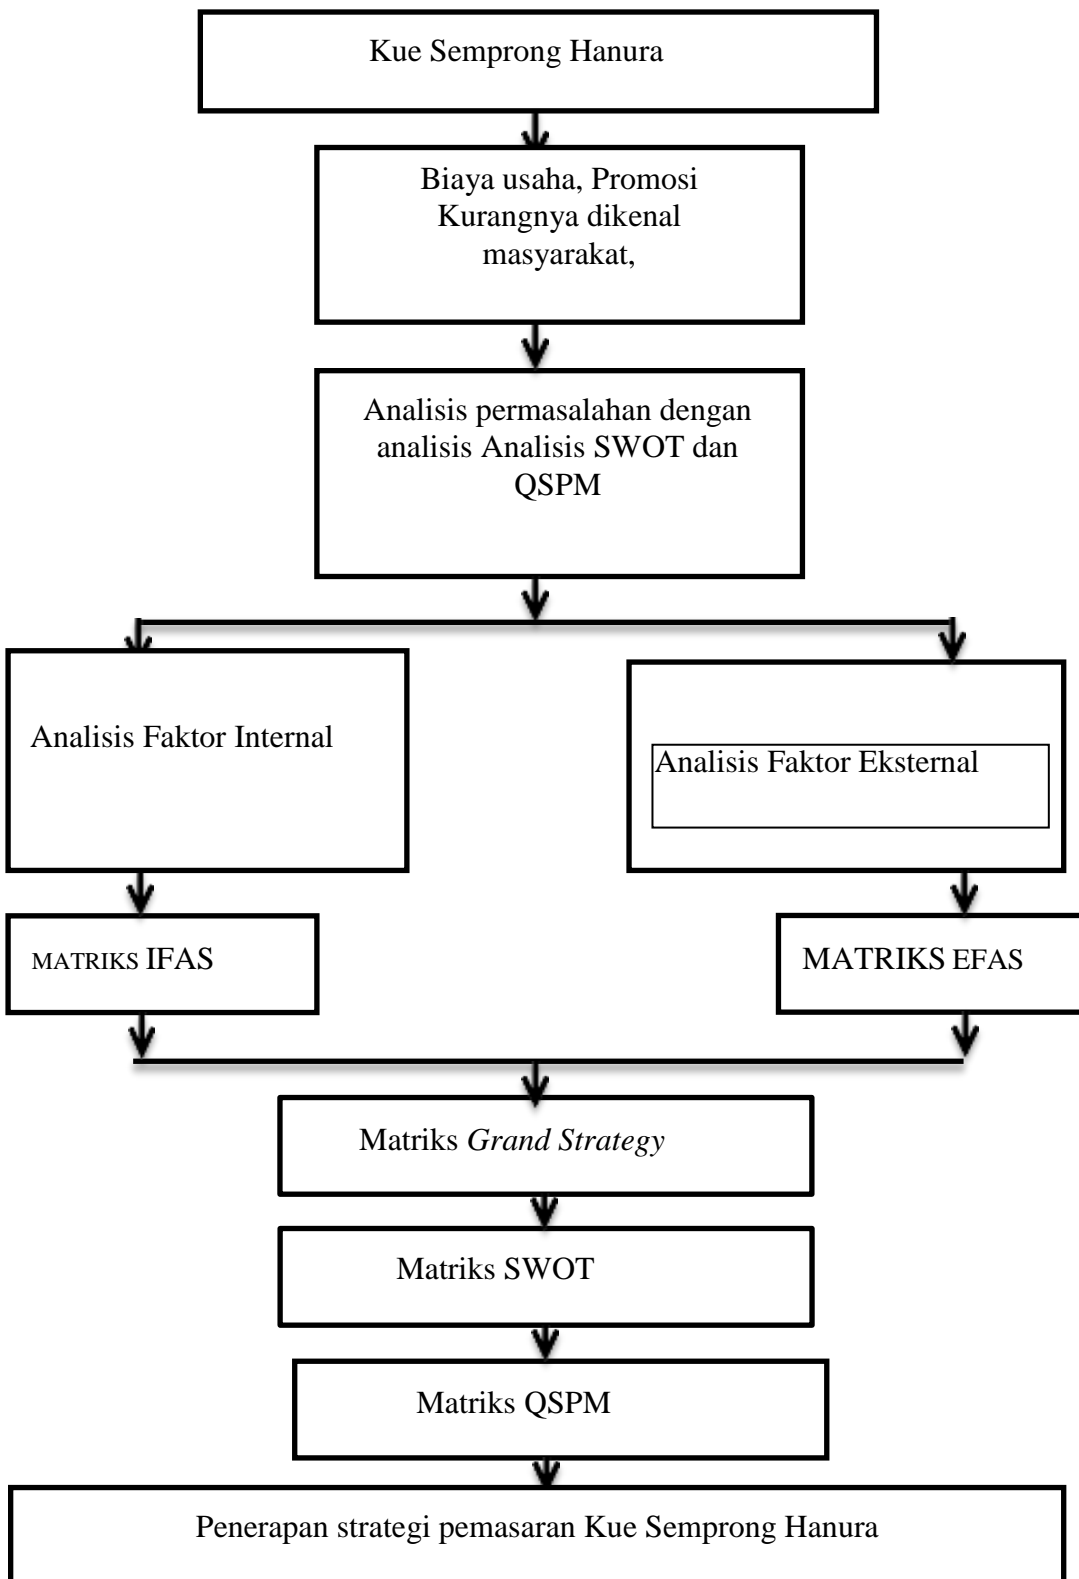 Kue Semprong Hanura
Biaya usaha, Promosi
Kurangnya dikenal
masyarakat,
Analisis permasalahan dengan
analisis Analisis SWOT dan
QSPM
Analisis Faktor Internal
Analisis Faktor Eksternal
MATRIKS IFAS
MATRIKS EFAS
Matriks Grand Strategy
Matriks SWOT
Matriks QSPM
Penerapan strategi pemasaran Kue Semprong Hanura